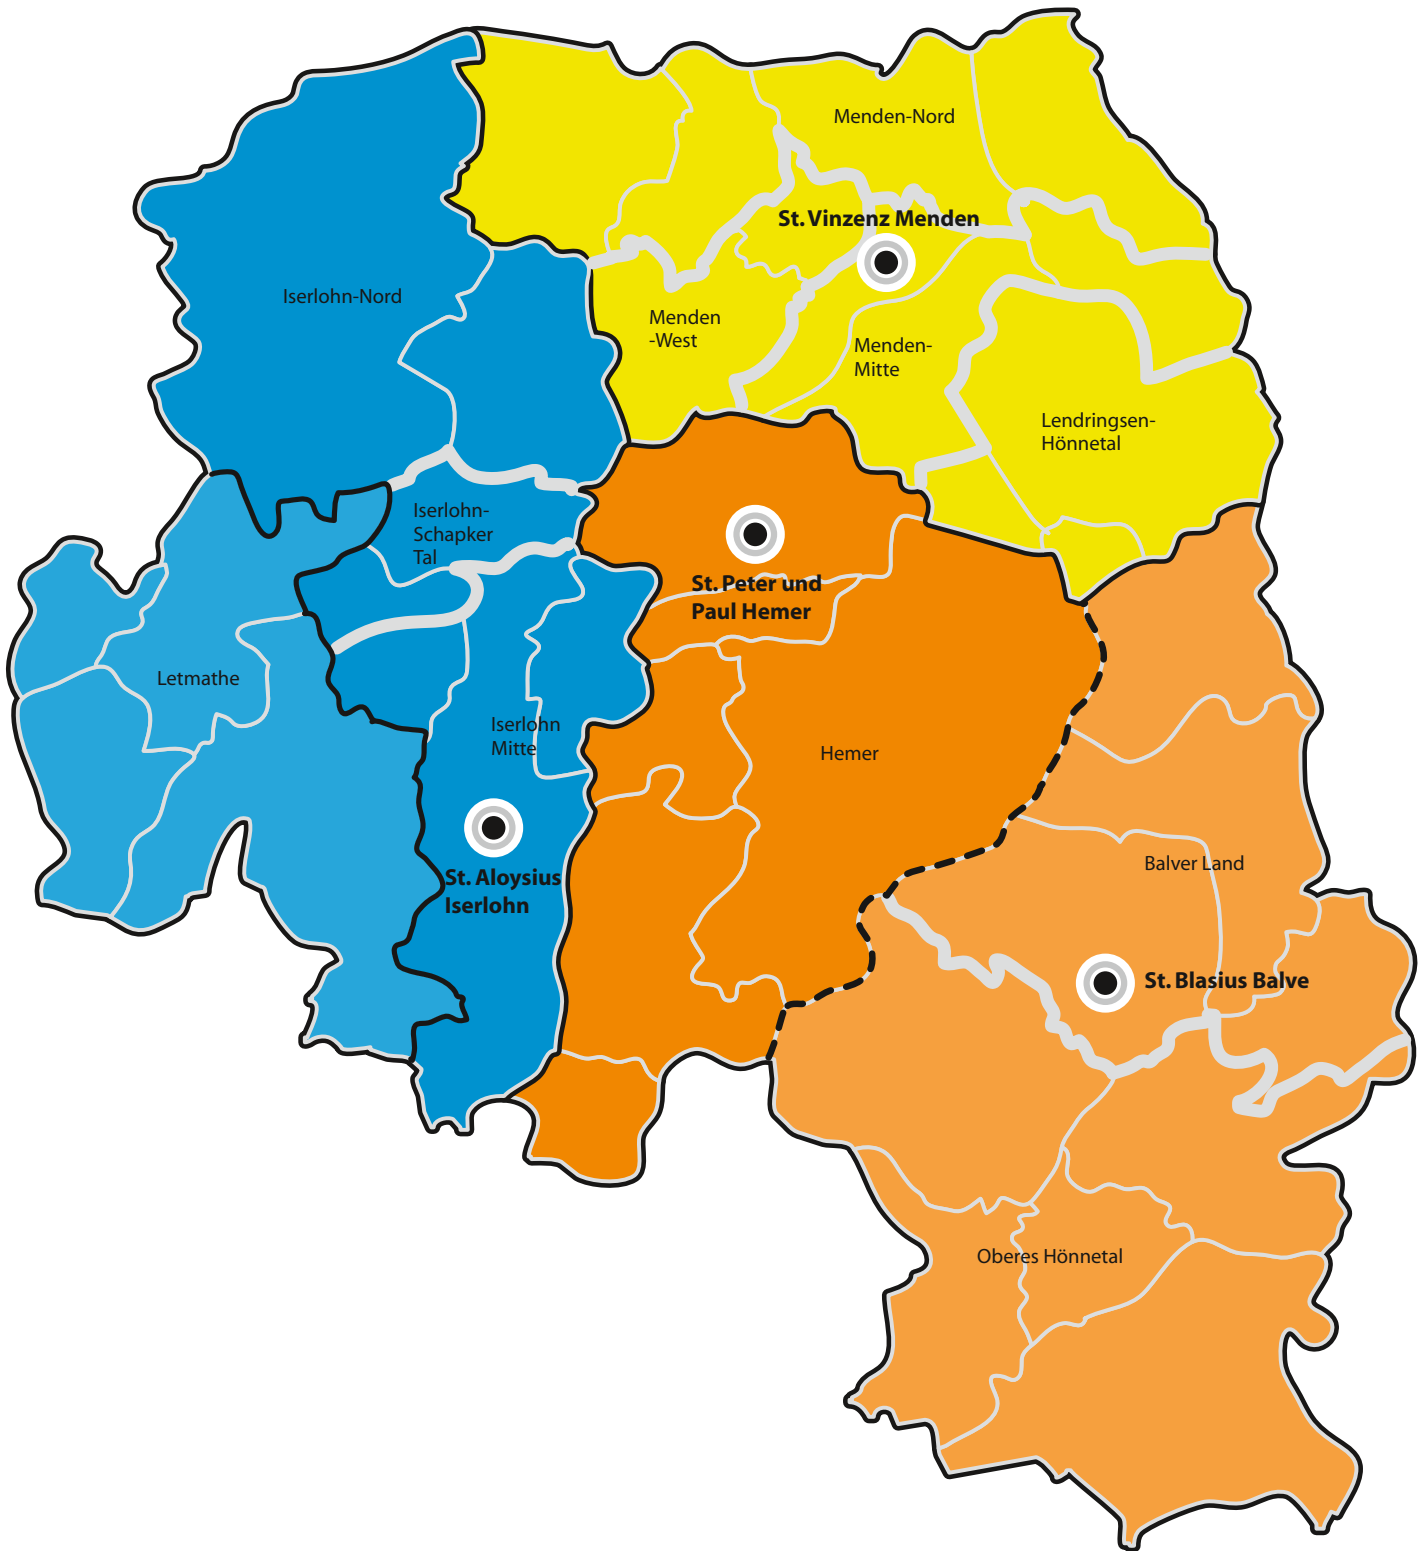 Menden-Nord
St. Vinzenz Menden
Iserlohn-Nord
Menden
-West
Menden-
Mitte
Lendringsen-
Hönnetal
Iserlohn-
Schapker
Tal
St. Peter und
Paul Hemer
Letmathe
Iserlohn
Mitte
Hemer
Balver Land
St. Aloysius
Iserlohn
St. Blasius Balve
Oberes Hönnetal